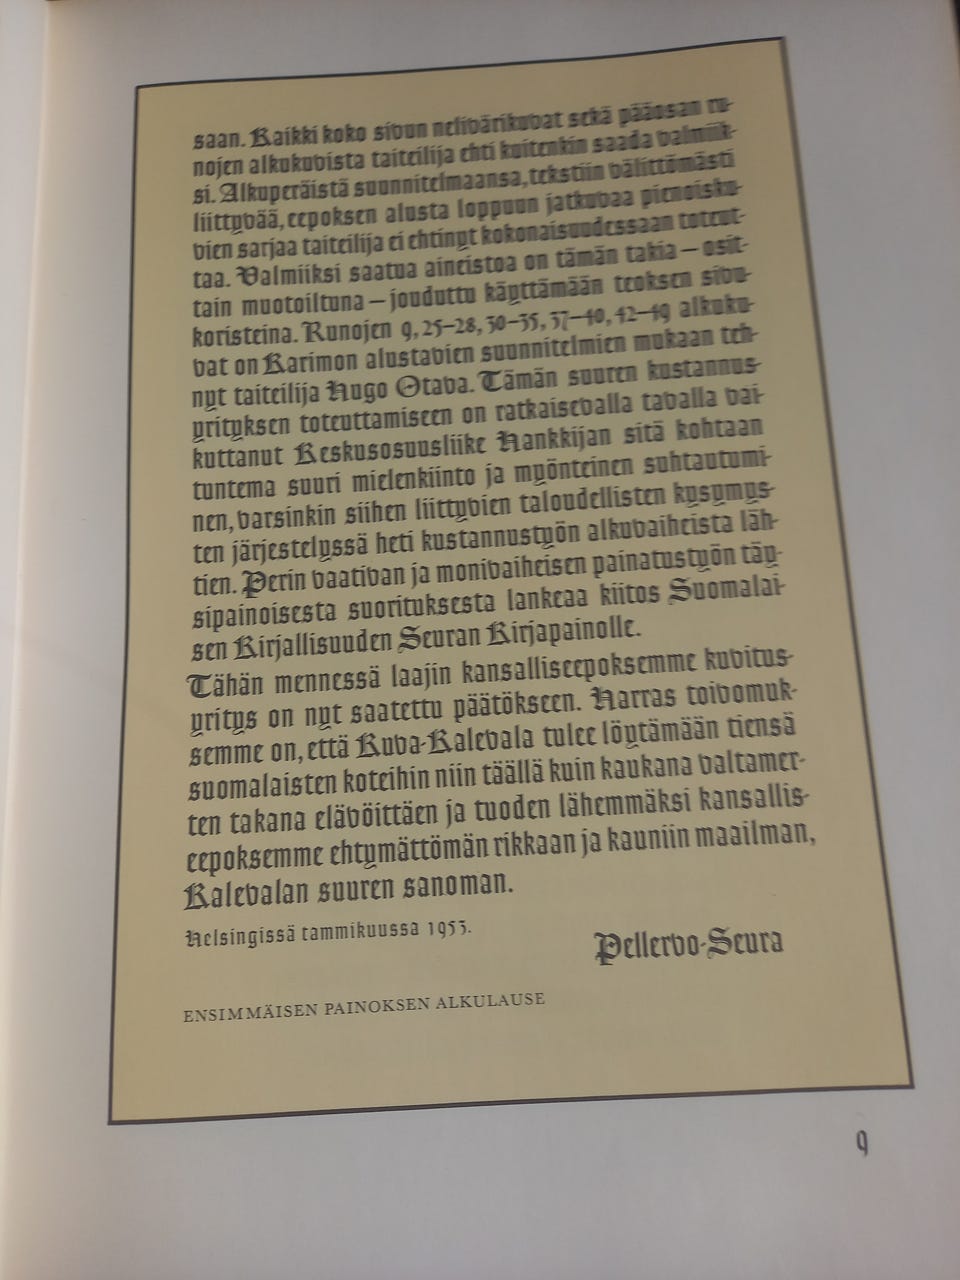 saan. Kaikki koko sivun nelivärikuvat sekä pääosan ru-
nojen alkukuvista taiteilija ehti kuitenkin saada valmiik-
si. Alkuperäistä suunnitelmaansa, tekstiin välittömästi
liittyvää, eepoksen alusta loppuun jatkuvaa pienoisku-
vien sarjaa taiteilija ei ehtinyt kokonaisuudessaan toteut-
taa. Valmiiksi saatua aineistoa on tämän takia — osit-
tain muotoiltuna — jouduttu käyttämään teoksen sivu-
koristeina. Runojen 9, 25—28, 30—35, 37—40, 42—49 alkuku-
vat on Karimon alustavien suunnitelmien mukaan teh-
nyt taiteilija Hugo Otava. Tämän suuren kustannus-
yrityksen toteuttamiseen on ratkaisevalla tavalla vai-
kuttanut Keskusosuusliike Hankkijan sitä kohtaan
tuntema suuri mielenkiinto ja myönteinen suhtautumi-
nen, varsinkin siihen liittyvien taloudellisten kysymys-
ten järjestelyssä heti kustannustyön alkuvaiheista läh-
tien. Perin vaativan ja monivaiheisen painatustyön täy-
sipainoisesta suorituksesta lankeaa kiitos Suomalai-
sen Kirjallisuuden Seuran Kirjapainolle.
Tähän mennessä laajin kansalliseepoksemme kuvitus-
yritys on nyt saatettu päätökseen. Harras toivomuk-
semme on, että Kuva-Kalevala tulee löytämään tiensä
suomalaisten koteihin niin täällä kuin kaukana valtamer-
ten takana elävöittäen ja tuoden lähemmäksi kansallis-
eepoksemme ehtymättömän rikkaan ja kauniin maailman,
Kalevalan suuren sanoman.
Helsingissä tammikuussa 1953.
Pellervo-Seura
ENSIMMÄISEN PAINOKSEN ALKULAUSE
9